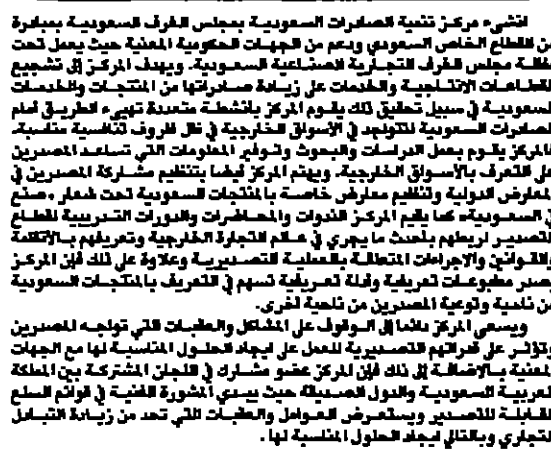 انشيء مركز تنمية الصادرات السعودية بمجلس الغرف السعودية بمبادرة
من القطاع الخاص السعودي ودعم من الجهات الحكومية المعنية حيث يعمل تحت
مظلة مجلس الغرف التجارية الصناعية السعودية. ويهدف المركز إلى تشجيع
القطاعات الانتاجية والخدمات على زيادة صادراتها من المنتجات والخدمات
السعودية في سبيل تحقيق ذلك يقوم المركز بانشطة متعددة تهيء الطريق أمام
الصادرات السعودية للتواجد في الأسواق الخارجية في ظل ظروف تنافسية مناسبة.
فالمركز يقوم بعمل الدراسات والبحوث وتوفير المعلومات التي تساعد المصدرين
على التعرف بالأسواق الخارجية. ويهتم المركز أيضا بتنظيم مشاركة المصدرين في
المعارض الدولية وتنظيم معارض خاصة بالمنتجات السعودية تحت شعار «صنع
في السعودية» كما يقيم المركز الندوات والمحاضرات والدورات التدريبية لقطاع
التصدير لربطهم بأحدث ما يجري في عالم التجارة الخارجية وتعريفهم بالأنظمة
والقوانين والاجراءات المتعلقة بالعملية التصديرية وعلاوة على ذلك فإن المركز
يصدر مطبوعات تعريفية وأدلة تعريفية تسهم في التعريف بالمنتجات السعودية
من ناحية وتوعية المصدرين من ناحية أخرى.
ويسعى المركز دائما إلى الوقوف على المشاكل والعقبات التي تواجه المصدرين
وتؤثر على قدراتهم التصديرية للعمل على ايجاد الحلول المناسبة لها مع الجهات
المعنية بالاضافة إلى ذلك فإن المركز عضو مشارك في اللجان المشتركة بين المملكة
العربية السعودية والدول الصديقة حيث يبدي المشورة الفنية في قوائم السلع
القابلة للتصدير ويستعرض العوامل والعقبات التي تحد من زيادة التبادل
التجاري وبالتالي ايجاد الحلول المناسبة لها .